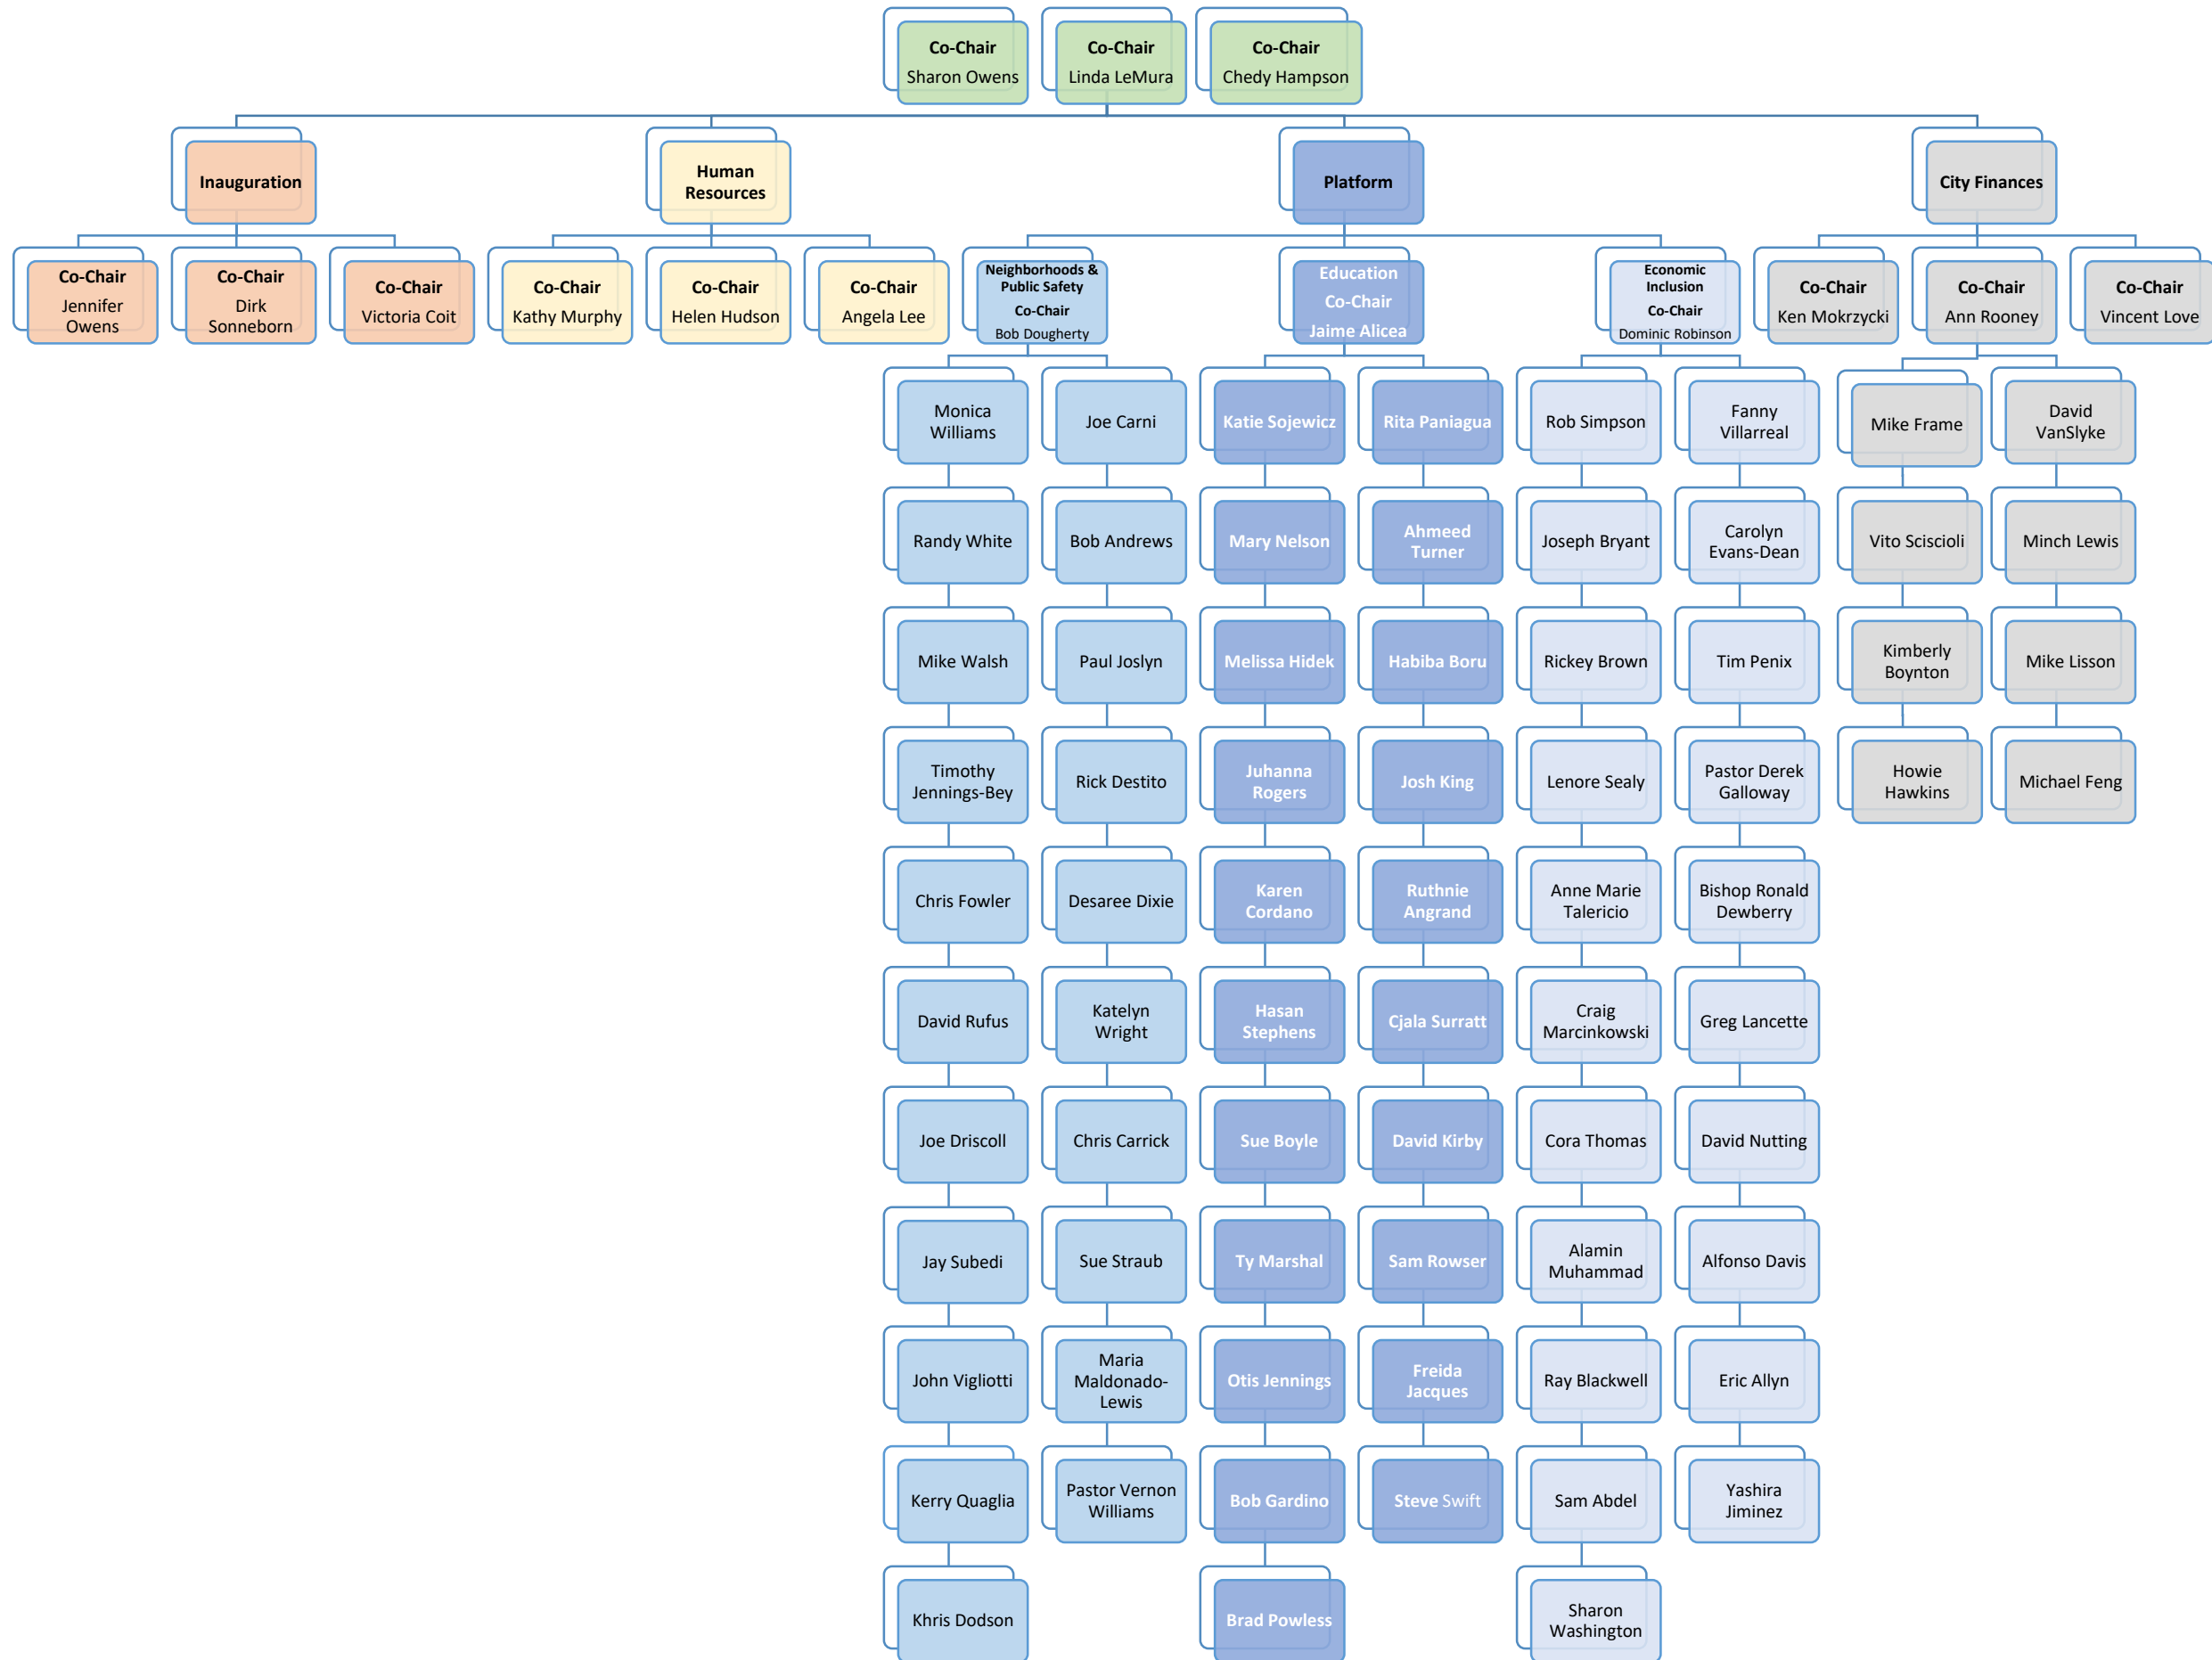 Co-Chair
Sharon Owens
Co-Chair
Linda LeMura
Co-Chair
Chedy Hampson
Inauguration
Human
Resources
Platform
City Finances
Co-Chair
Jennifer
Owens
Co-Chair
Dirk
Sonneborn
Co-Chair
Victoria Coit
Co-Chair
Kathy Murphy
Co-Chair
Helen Hudson
Co-Chair
Angela Lee
Neighborhoods &
Public Safety
Co-Chair
Bob Dougherty
Education
Co-Chair
Jaime Alicea
Economic
Inclusion
Co-Chair
Dominic Robinson
Co-Chair
Ken Mokrzycki
Co-Chair
Ann Rooney
Co-Chair
Vincent Love
Monica
Williams
Joe Carni
Katie Sojewicz
Rita Paniagua
Rob Simpson
Fanny
Villarreal
Mike Frame
David
VanSlyke
Randy White
Bob Andrews
Mary Nelson
Ahmeed
Turner
Joseph Bryant
Carolyn
Evans-Dean
Vito Sciscioli
Minch Lewis
Mike Walsh
Paul Joslyn
Melissa Hidek
Habiba Boru
Rickey Brown
Tim Penix
Kimberly
Boynton
Mike Lisson
Timothy
Jennings-Bey
Rick Destito
Juhanna
Rogers
Josh King
Lenore Sealy
Pastor Derek
Galloway
Howie
Hawkins
Michael Feng
Chris Fowler
Desaree Dixie
Karen
Cordano
Ruthnie
Angrand
Anne Marie
Talericio
Bishop Ronald
Dewberry
David Rufus
Katelyn
Wright
Hasan
Stephens
Cjala Surratt
Craig
Marcinkowski
Greg Lancette
Joe Driscoll
Chris Carrick
Sue Boyle
David Kirby
Cora Thomas
David Nutting
Jay Subedi
Sue Straub
Ty Marshal
Sam Rowser
Alamin
Muhammad
Alfonso Davis
John Vigliotti
Maria
Maldonado-
Lewis
Otis Jennings
Freida
Jacques
Ray Blackwell
Eric Allyn
Kerry Quaglia
Pastor Vernon
Williams
Bob Gardino
Steve Swift
Sam Abdel
Yashira
Jiminez
Khris Dodson
Brad Powless
Sharon
Washington